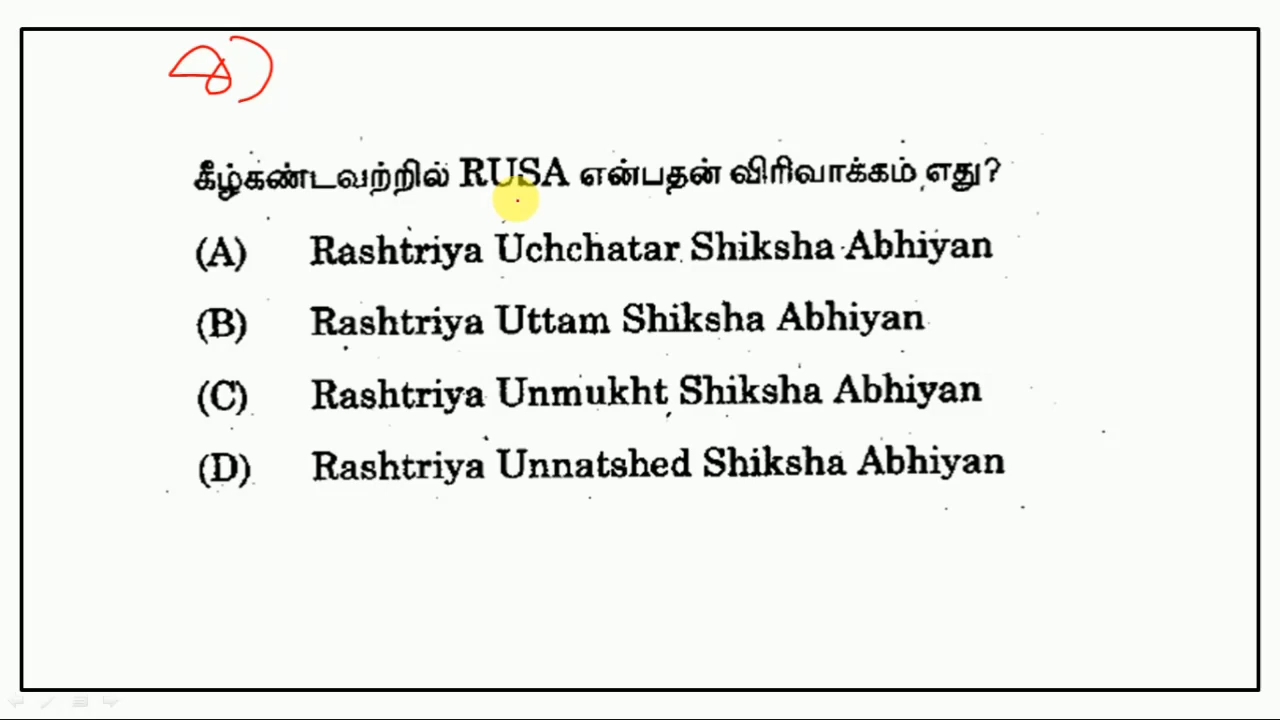 8)
கீழ்கண்டவற்றில் RUSA என்பதன் விரிவாக்கம் எது?
(A) Rashtriya Uchchatar Shiksha Abhiyan
(B) Rashtriya Uttam Shiksha Abhiyan
(C) Rashtriya Unmukht Shiksha Abhiyan
(D) Rashtriya Unnatshed Shiksha Abhiyan